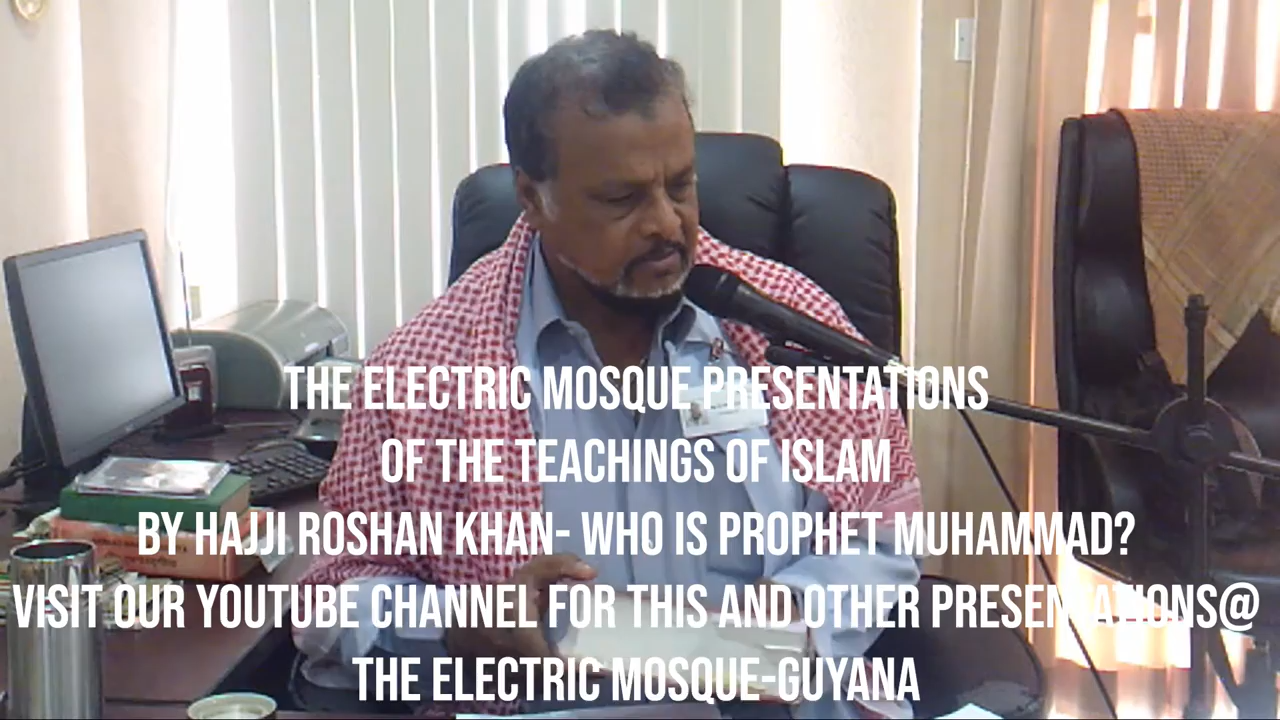 THE ELECTRIC MOSQUE PRESENTATIONS
OF THE TEACHINGS OF ISLAM
BY HAJJI ROSHAN KHAN- WHO IS PROPHET MUHAMMAD?
VISIT OUR YOUTUBE CHANNEL FOR THIS AND OTHER PRESENTATIONS@
THE ELECTRIC MOSQUE-GUYANA